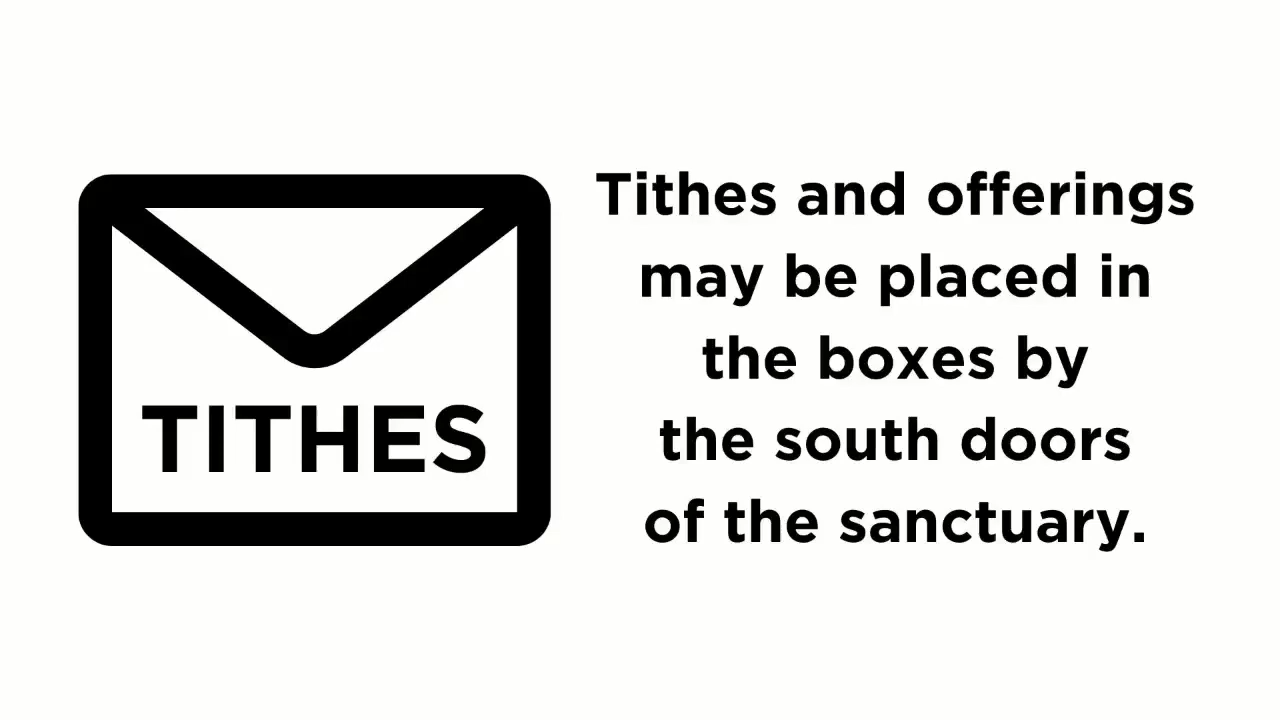 TITHES
Tithes and offerings
may be placed in
the boxes by
the south doors
of the sanctuary.